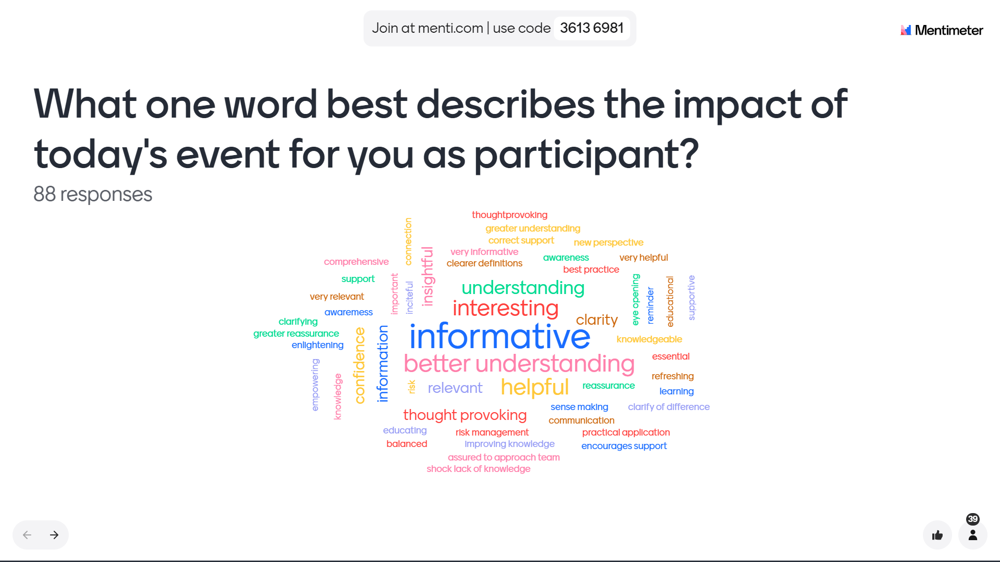 Join at menti.com | use code 3613 6981
Mentimeter
What one word best describes the impact of
today's event for you as participant?
88 responses
thoughtprovoking
greater understanding
correct support
new perspective
connection
very informative
awareness
very helpful
comprehensive
clearer definitions
best practice
insightful
support
important
inciteful
understanding
eye opening
reminder
educational
supportive
very relevant
interesting
awaremess
clarity
clarifying
greater reassurance
informative
knowledgeable
enlightening
confidence
information
better understanding
essential
empowering
knowledge
risk
relevant
helpful
reassurance
refreshing
learning
sense making
clarify of difference
thought provoking
communication
educating
risk management
practical application
balanced
improving knowledge
encourages support
assured to approach team
shock lack of knowledge
39